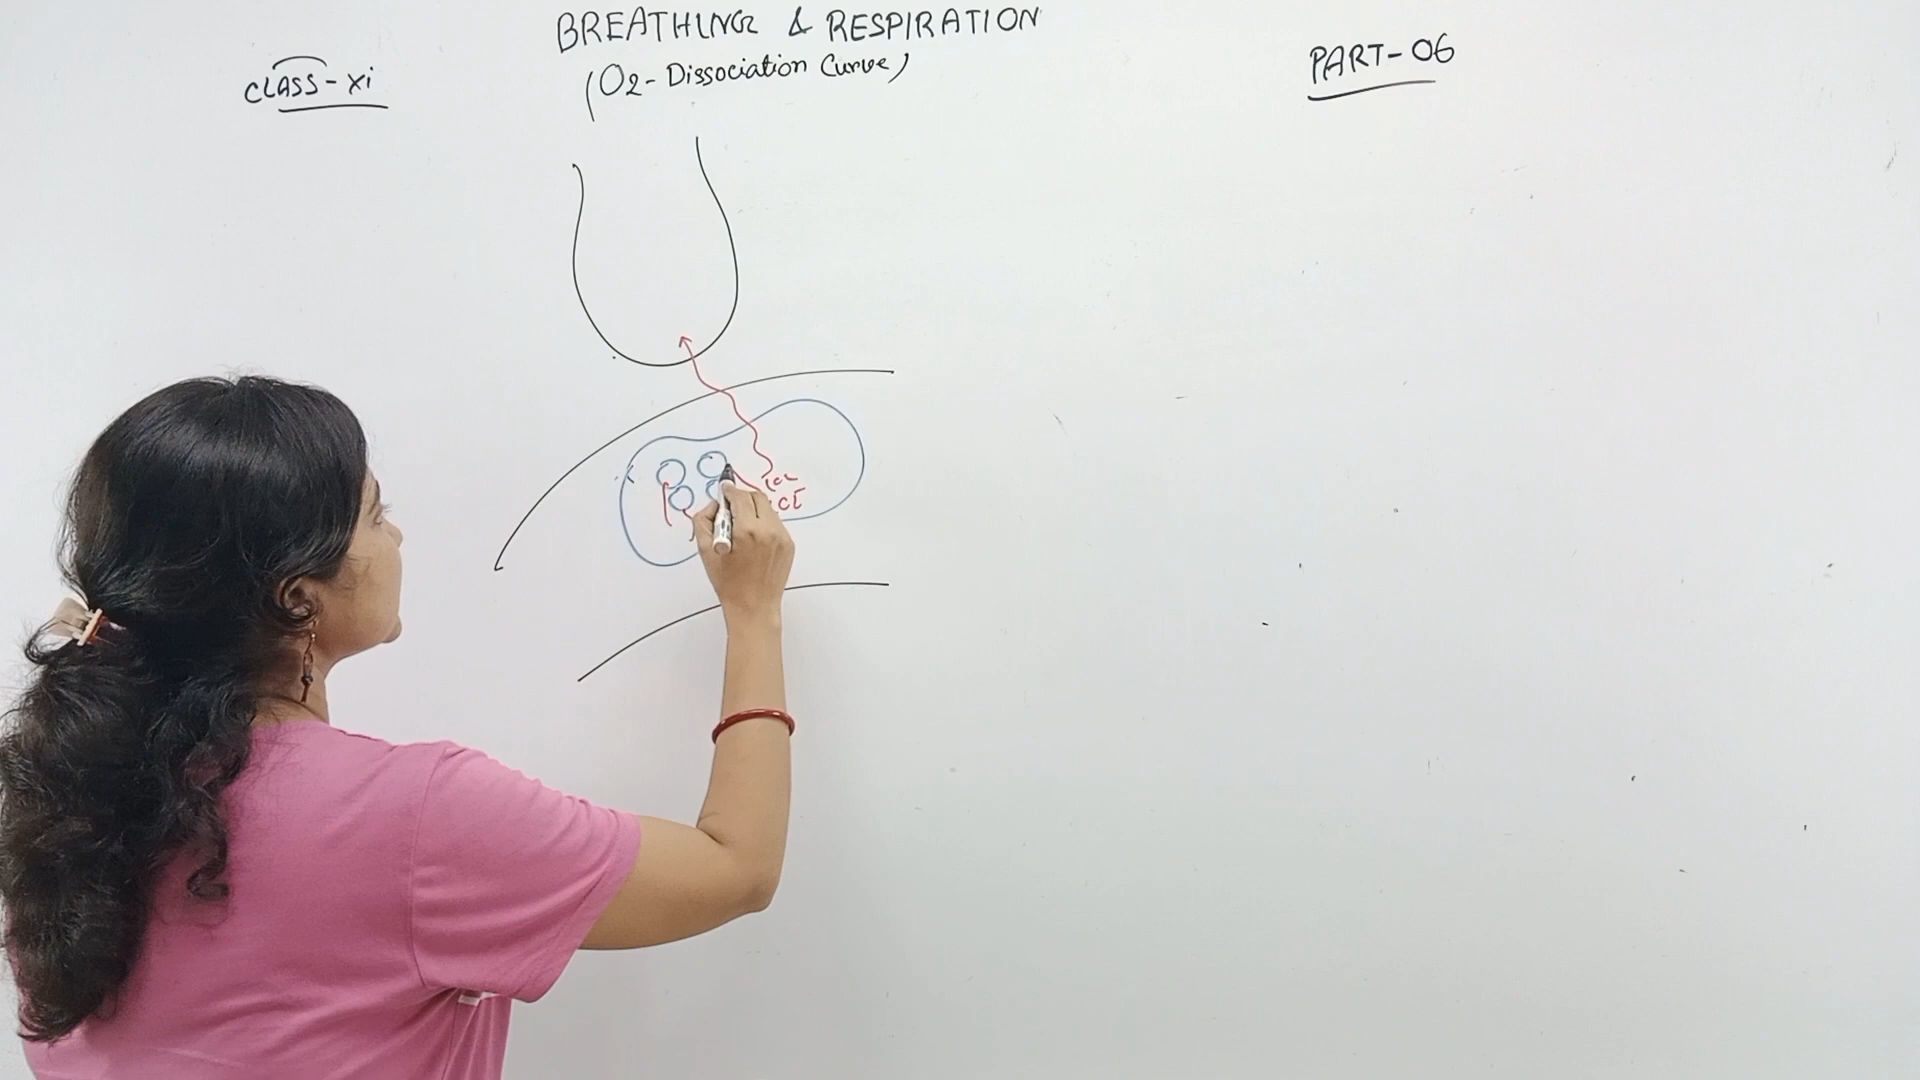 BREATHING & RESPIRATION
(O2- Dissociation Curve)
CLASS-xi
PART-06